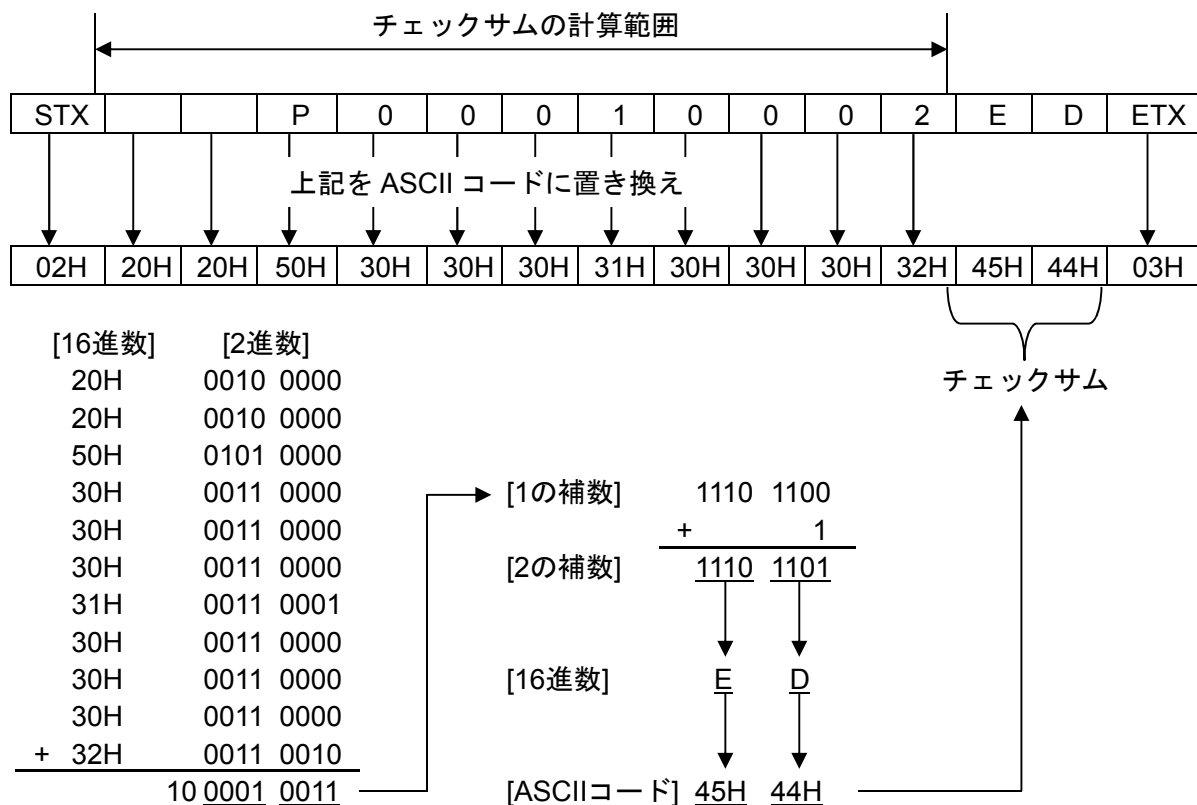 チェックサムの計算範囲
STX P 0 0 0 1 0 0 0 2 E D ETX
上記を ASCII コードに置き換え
02H 20H 20H 50H 30H 30H 30H 31H 30H 30H 30H 32H 45H 44H 03H
チェックサム
[16進数] [2進数]
20H 0010 0000
20H 0010 0000
50H 0101 0000
30H 0011 0000
30H 0011 0000
30H 0011 0000
31H 0011 0001
30H 0011 0000
30H 0011 0000
30H 0011 0000
+ 32H 0011 0010
10 0001 0011
[1の補数] 1110 1100
+ 1
[2の補数] 1110 1101
[16進数] E D
[ASCIIコード] 45H 44H